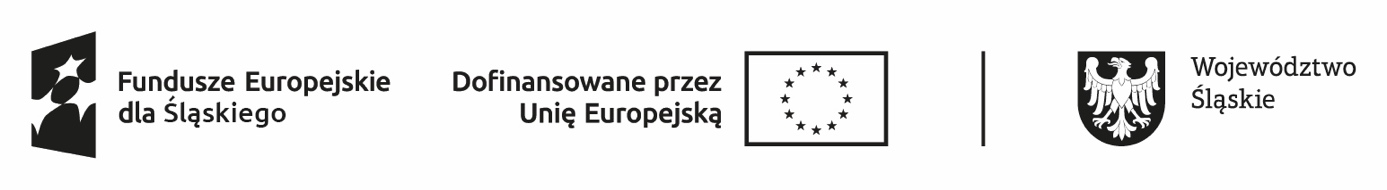 Fundusze Europejskie
dla Śląskiego
Dofinansowane przez
Unię Europejską
Województwo
Śląskie